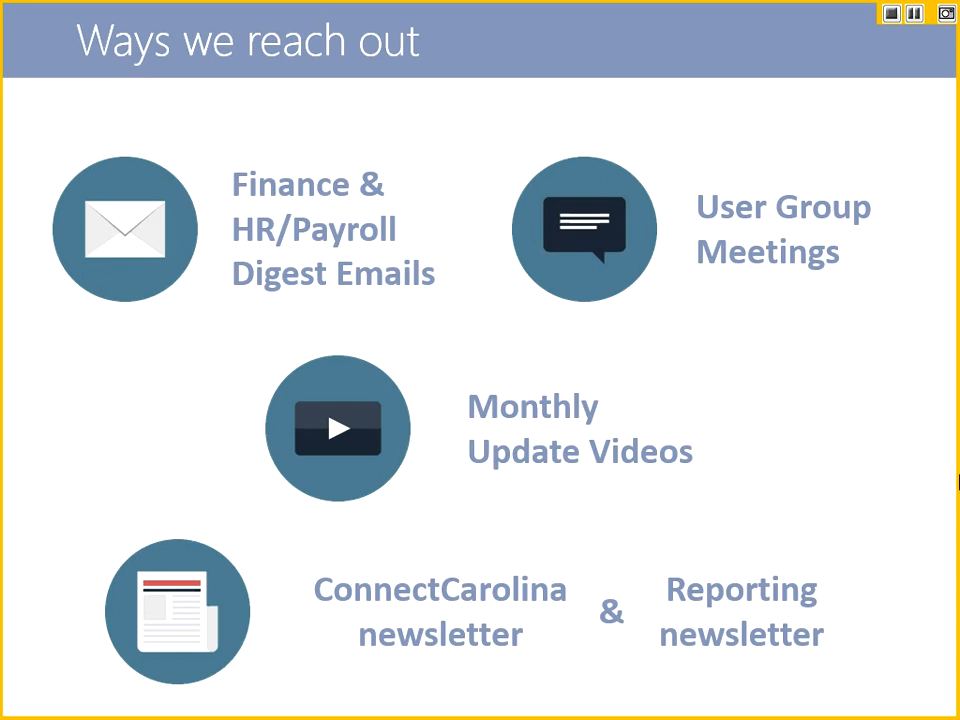 Ways we reach out
Finance &
HR/Payroll
Digest Emails
User Group
Meetings
Monthly
Update Videos
ConnectCarolina
newsletter
&
Reporting
newsletter